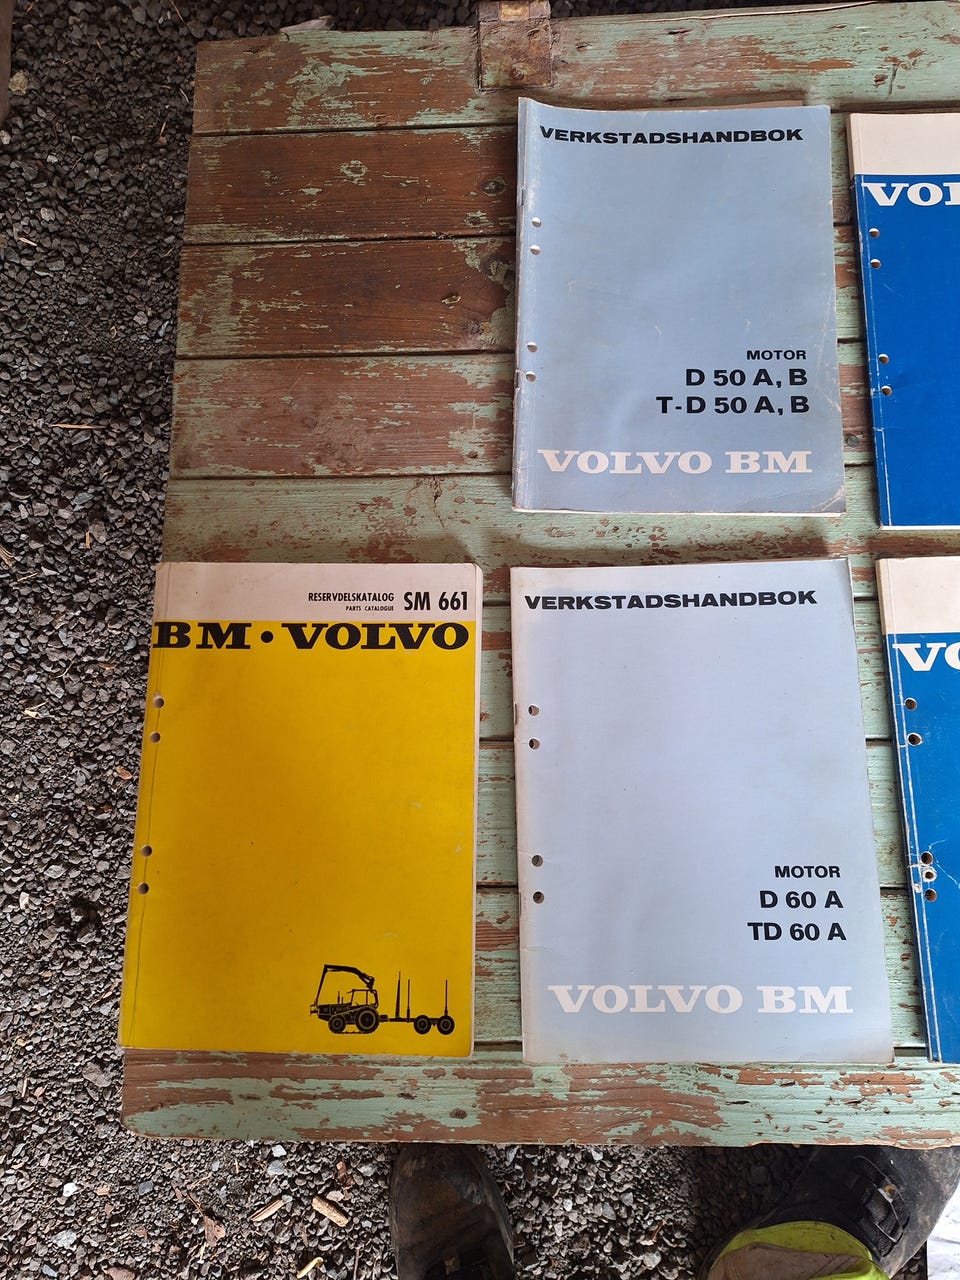 VERKSTADSHANDBOK
MOTOR
D 50 A, B
T-D 50 A, B
VOLVO BM
RESERVDELSKATALOG SM 661
PARTS CATALOGUE
BM • VOLVO
VERKSTADSHANDBOK
MOTOR
D 60 A
TD 60 A
VOLVO BM